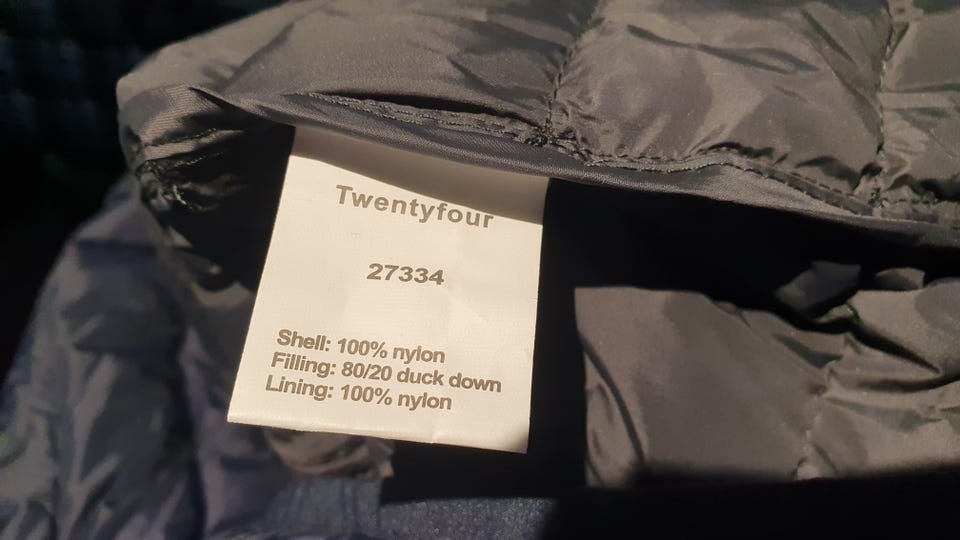 Twentyfour
27334
Shell: 100% nylon
Filling: 80/20 duck down
Lining: 100% nylon